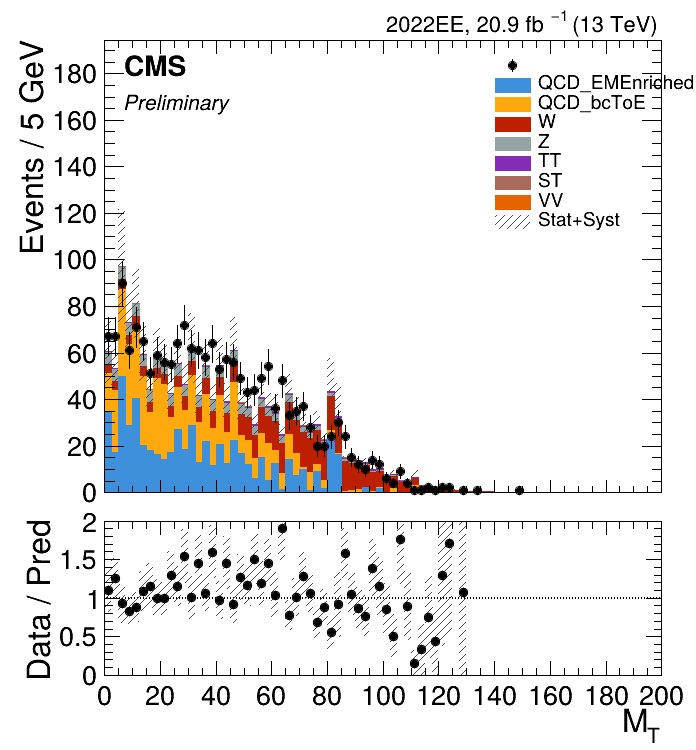 2022EE, 20.9 fb⁻¹ (13 TeV)
CMS
Preliminary
Events / 5 GeV
180
160
140
120
100
80
60
40
20
0
QCD_EMEnriched
QCD_bcToE
W
Z
TT
ST
VV
Stat+Syst
Data / Pred
2
1.5
1
0.5
0
0 20 40 60 80 100 120 140 160 180 200
M_T